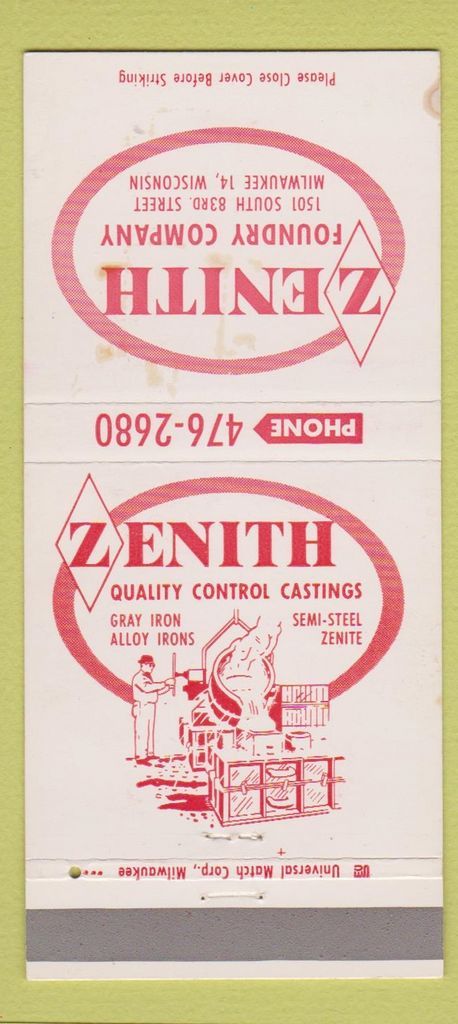 Please Close Cover Before Striking
ZENITH
FOUNDRY COMPANY
1501 SOUTH 83RD. STREET
MILWAUKEE 14, WISCONSIN
PHONE 476-2680
ZENITH
QUALITY CONTROL CASTINGS
GRAY IRON
ALLOY IRONS
SEMI-STEEL
ZENITE
Universal Match Corp., Milwaukee